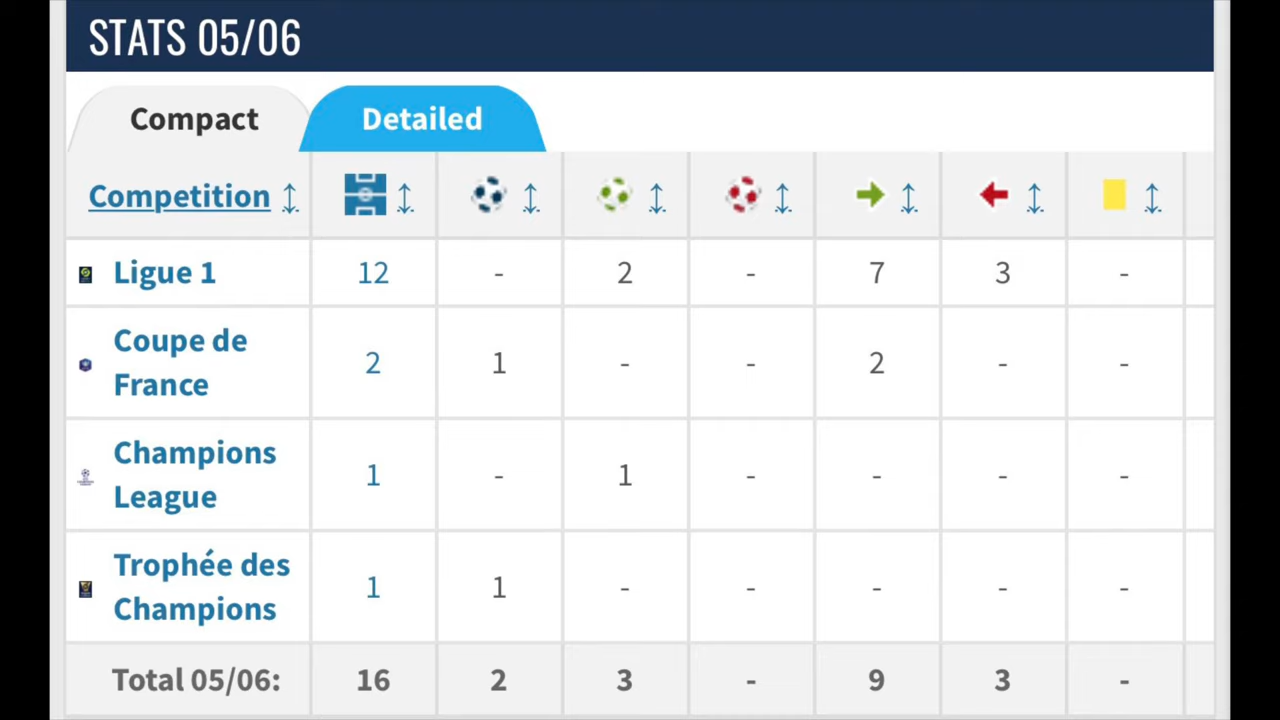 STATS 05/06
Compact Detailed
Competition
Ligue 1 12 - 2 - 7 3 -
Coupe de
France 2 1 - - 2 - -
Champions
League 1 - 1 - - - -
Trophée des
Champions 1 1 - - - - -
Total 05/06: 16 2 3 - 9 3 -